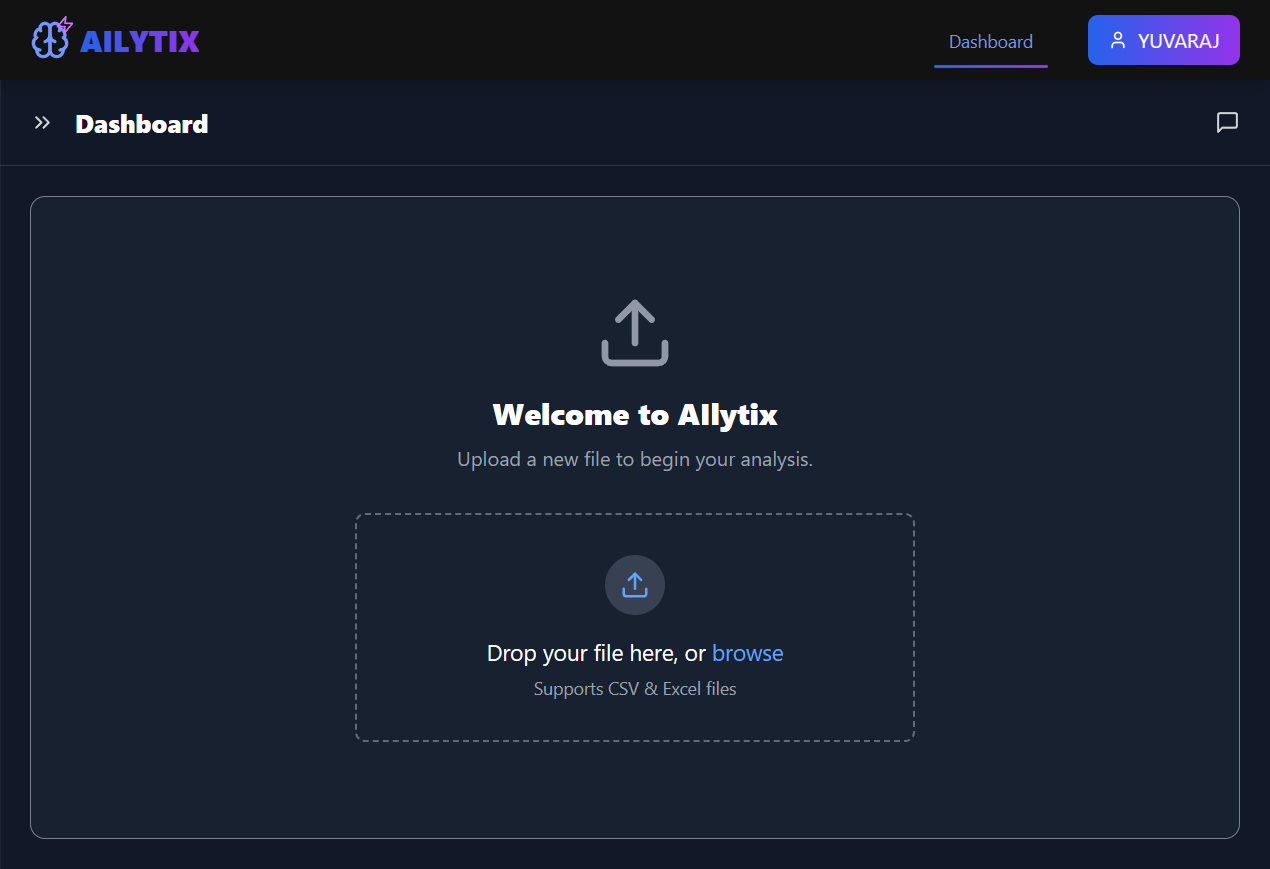 AILYTIX
Dashboard
YUVARAJ
Dashboard
Welcome to AIlytix
Upload a new file to begin your analysis.
Drop your file here, or browse
Supports CSV & Excel files